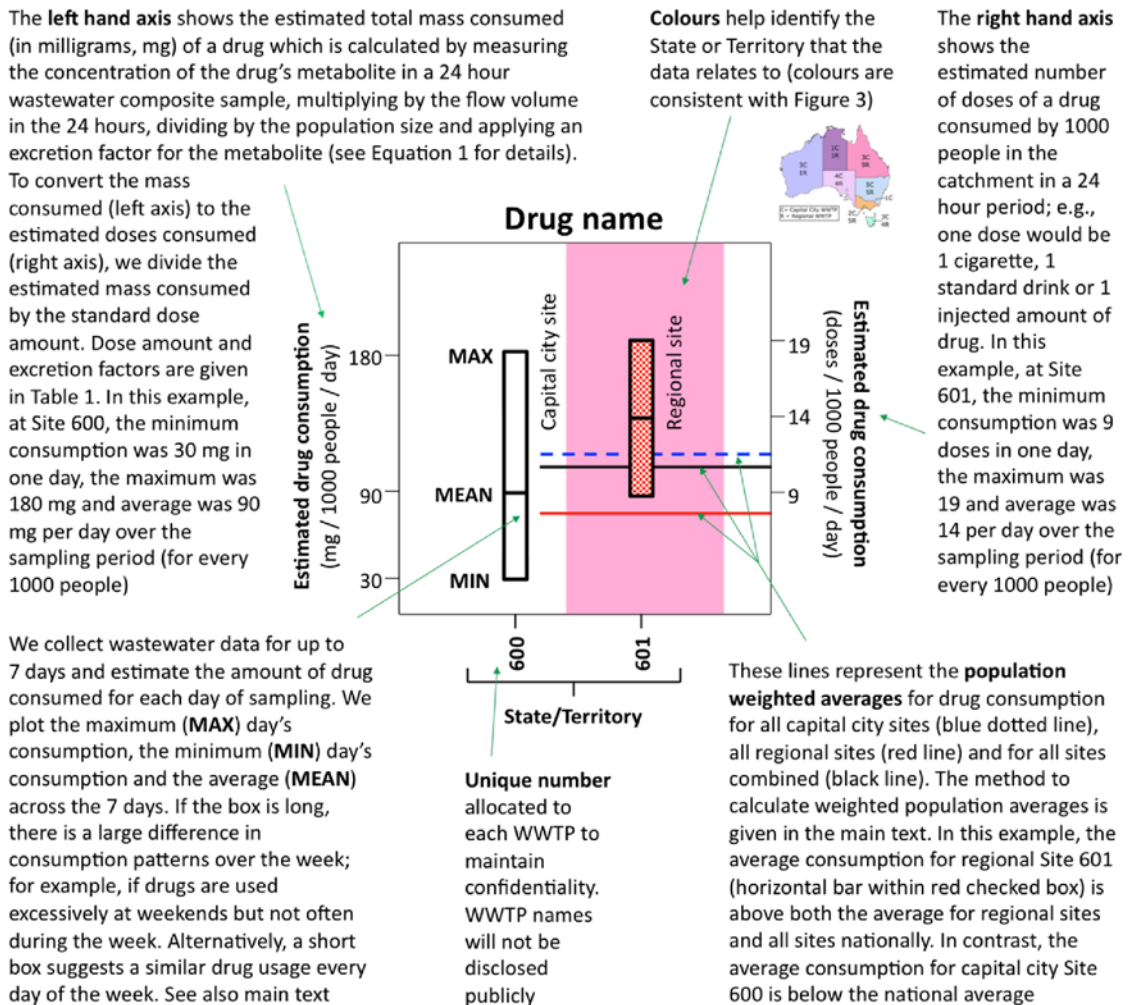 The left hand axis shows the estimated total mass consumed
(in milligrams, mg) of a drug which is calculated by measuring
the concentration of the drug's metabolite in a 24 hour
wastewater composite sample, multiplying by the flow volume
in the 24 hours, dividing by the population size and applying an
excretion factor for the metabolite (see Equation 1 for details).
To convert the mass
consumed (left axis) to the
estimated doses consumed
(right axis), we divide the
estimated mass consumed
by the standard dose
amount. Dose amount and
excretion factors are given
in Table 1. In this example,
at Site 600, the minimum
consumption was 30 mg in
one day, the maximum was
180 mg and average was 90
mg per day over the
sampling period (for every
1000 people)
Colours help identify the
State or Territory that the
data relates to (colours are
consistent with Figure 3)
The right hand axis
shows the
estimated number
of doses of a drug
consumed by 1000
people in the
catchment in a 24
hour period; e.g.,
one dose would be
1 cigarette, 1
standard drink or 1
injected amount of
drug. In this
example, at Site
601, the minimum
consumption was 9
doses in one day,
the maximum was
19 and average was
14 per day over the
sampling period (for
every 1000 people)
3C
1R
1C
1R
4C
4R
3C
5R
1C
2C
5R
3C
4R
C= Capital City WWTP
R = Regional WWTP
Drug name
Estimated drug consumption
(mg / 1000 people / day)
180
90
30
MAX
MEAN
MIN
Capital city site
Regional site
19
14
9
Estimated drug consumption
(doses / 1000 people / day)
600
601
State/Territory
We collect wastewater data for up to
7 days and estimate the amount of drug
consumed for each day of sampling. We
plot the maximum (MAX) day's
consumption, the minimum (MIN) day's
consumption and the average (MEAN)
across the 7 days. If the box is long,
there is a large difference in
consumption patterns over the week;
for example, if drugs are used
excessively at weekends but not often
during the week. Alternatively, a short
box suggests a similar drug usage every
day of the week. See also main text
Unique number
allocated to
each WWTP to
maintain
confidentiality.
WWTP names
will not be
disclosed
publicly
These lines represent the population
weighted averages for drug consumption
for all capital city sites (blue dotted line),
all regional sites (red line) and for all sites
combined (black line). The method to
calculate weighted population averages is
given in the main text. In this example, the
average consumption for regional Site 601
(horizontal bar within red checked box) is
above both the average for regional sites
and all sites nationally. In contrast, the
average consumption for capital city Site
600 is below the national average